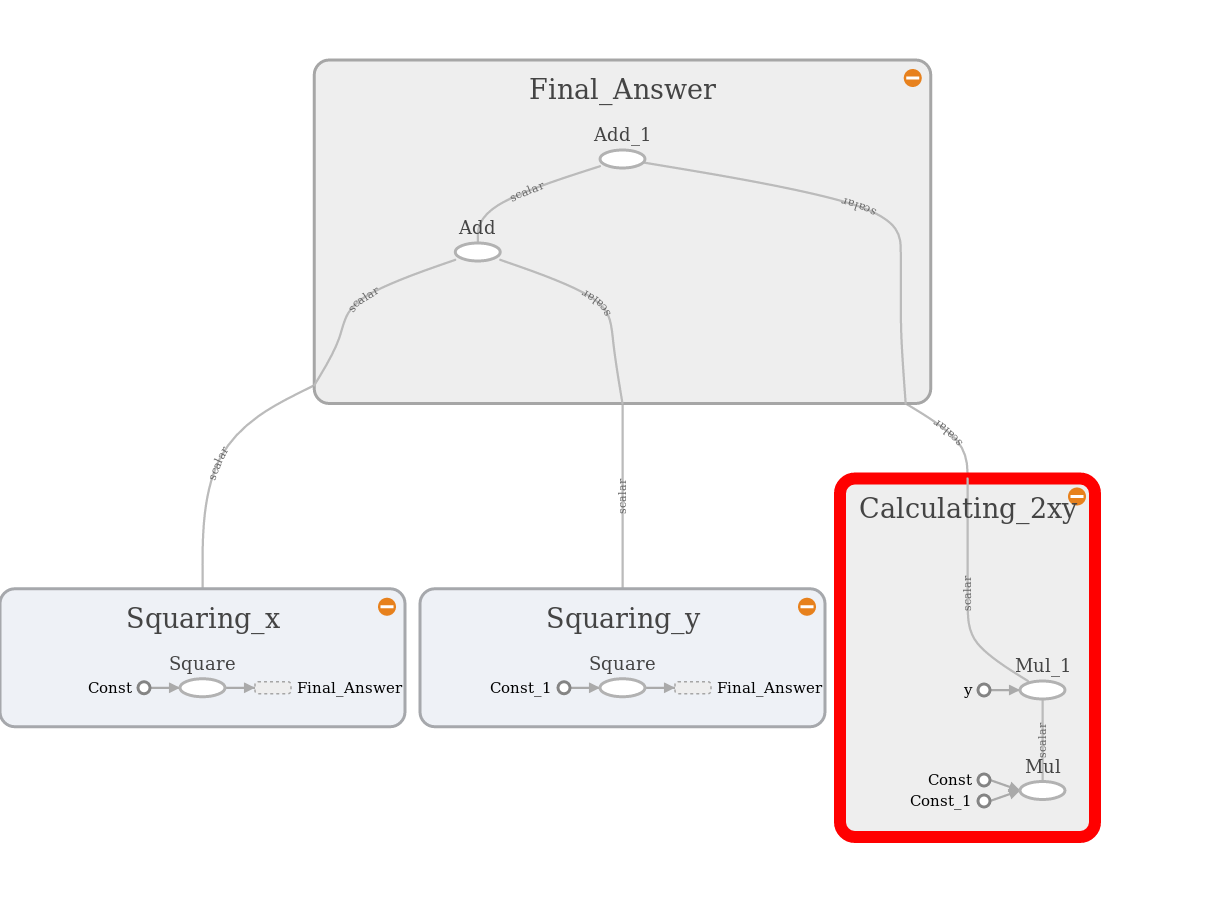 Final_Answer
Add_1
scalar
scalar
Add
scalar
scalar
scalar
scalar
scalar
Calculating_2xy
scalar
Squaring_x
Square
Const
Final_Answer
Squaring_y
Square
Const_1
Final_Answer
Mul_1
y
scalar
Mul
Const
Const_1